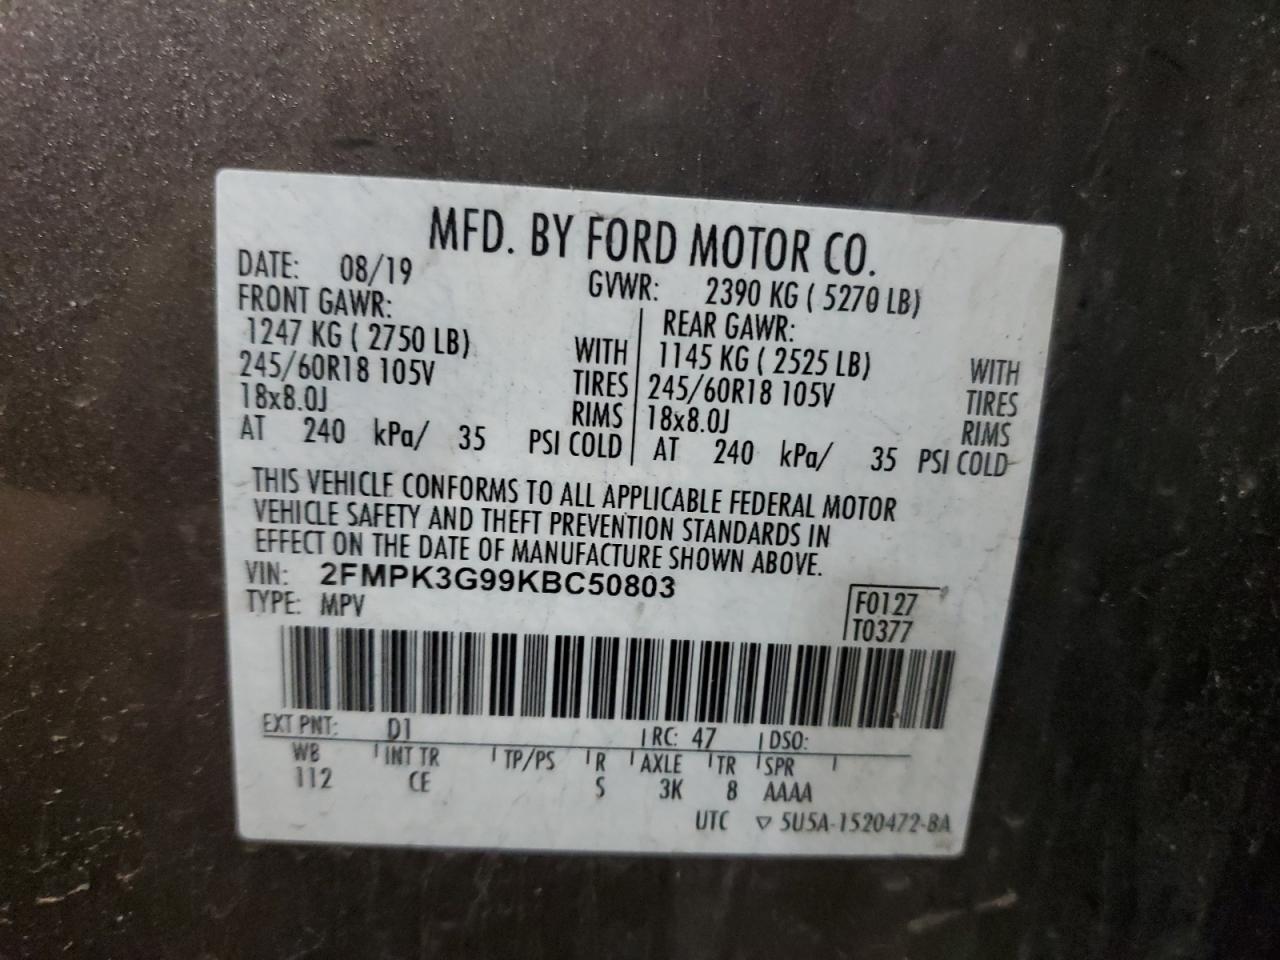 MFD. BY FORD MOTOR CO.
DATE: 08/19 GVWR: 2390 KG ( 5270 LB)
FRONT GAWR: REAR GAWR:
1247 KG ( 2750 LB) WITH 1145 KG ( 2525 LB) WITH
245/60R18 105V TIRES 245/60R18 105V TIRES
18x8.0J RIMS 18x8.0J RIMS
AT 240 kPa/ 35 PSI COLD AT 240 kPa/ 35 PSI COLD
THIS VEHICLE CONFORMS TO ALL APPLICABLE FEDERAL MOTOR
VEHICLE SAFETY AND THEFT PREVENTION STANDARDS IN
EFFECT ON THE DATE OF MANUFACTURE SHOWN ABOVE.
VIN: 2FMPK3G99KBC50803
TYPE: MPV
F0127
T0377
EXT PNT: D1 RC: 47 DSO:
WB INT TR TP/PS R AXLE TR SPR
112 CE S 3K 8 AAAA
UTC ▽ 5U5A-1520472-BA